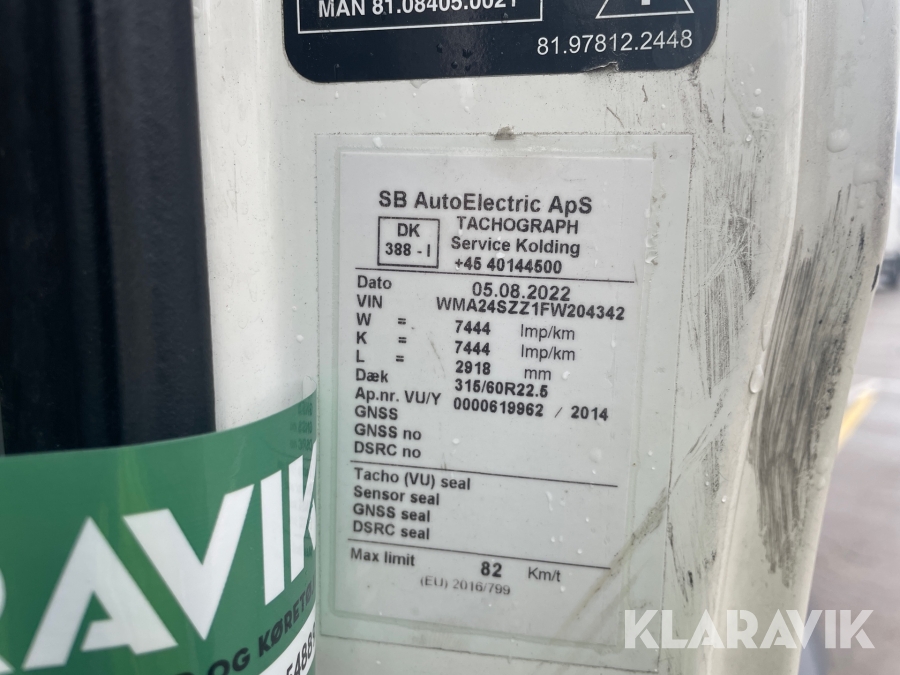 MAN 81.08405.0021
81.97812.2448
SB AutoElectric ApS
DK
388 - I
TACHOGRAPH
Service Kolding
+45 40144500
Dato 05.08.2022
VIN WMA24SZZ1FW204342
W = 7444 Imp/km
K = 7444 Imp/km
L = 2918 mm
Dæk 315/60R22.5
Ap.nr. VU/Y 0000619962 / 2014
GNSS
GNSS no
DSRC no
Tacho (VU) seal
Sensor seal
GNSS seal
DSRC seal
Max limit 82 Km/t
(EU) 2016/799
RAVIK
OG KØRETØJ
KLARAVIK